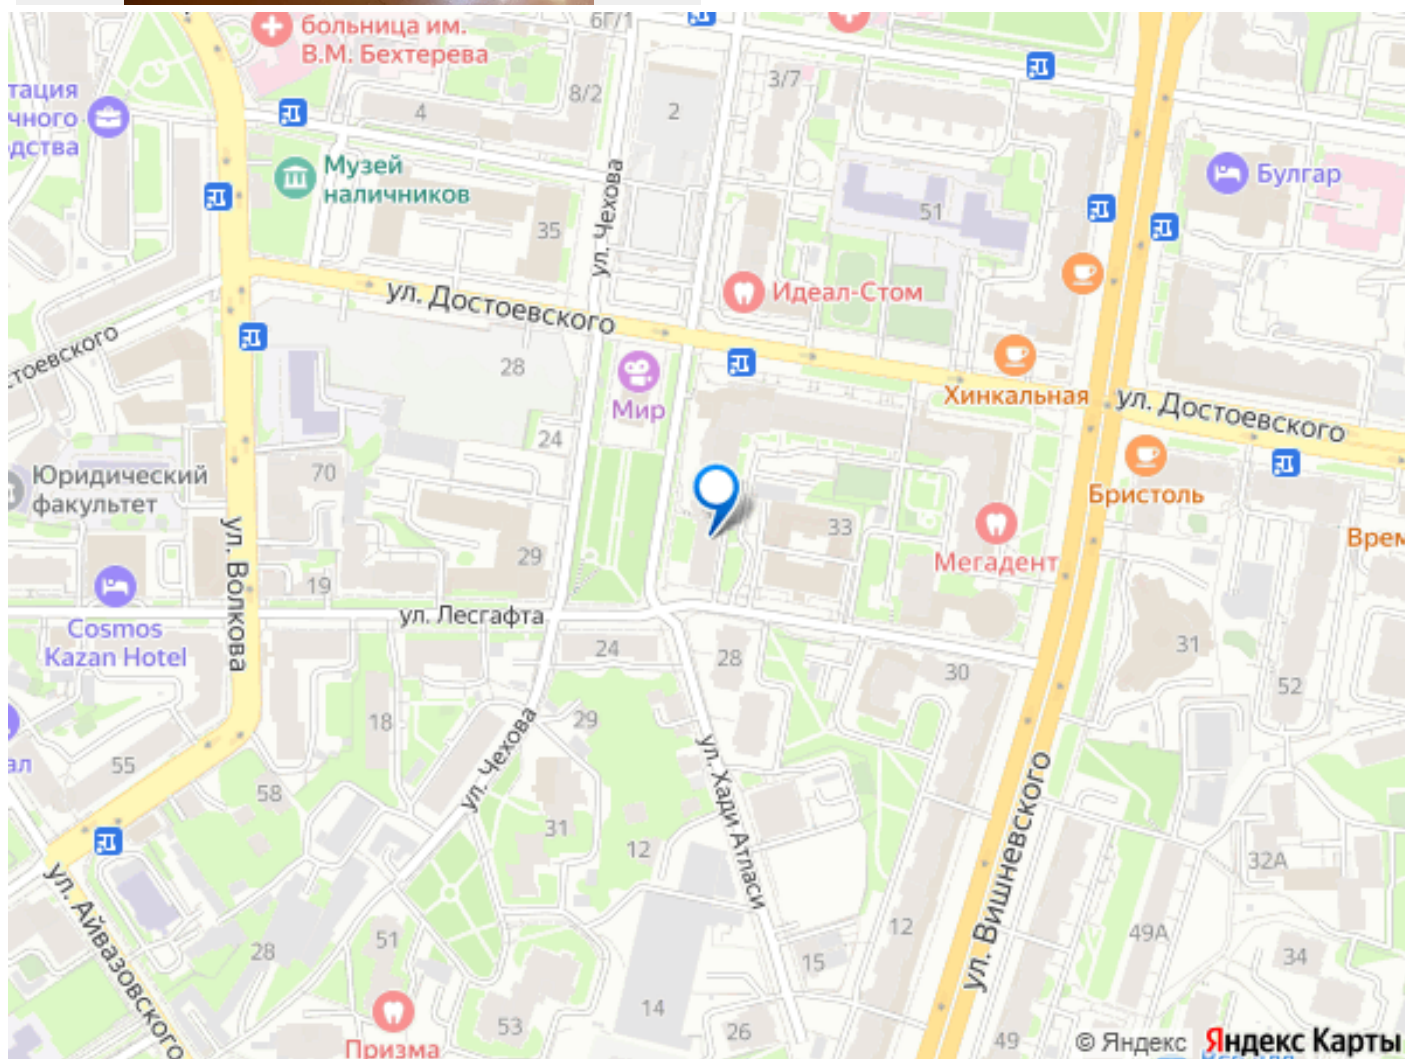 6Г/1
больница им.
В.М. Бехтерева
3/7
тация
чного
дства
8/2
4
2
Музей
наличников
ул. Чехова
Булгар
51
35
ул. Достоевского
Идеал-Стом
тоевского
28
Мир
Хинкальная
ул. Достоевского
24
Юридический
факультет
70
Бристоль
33
Мегадент
Врем
ул. Волкова
29
19
ул. Лесгафта
Cosmos
Kazan Hotel
24
28
30
31
52
18
29
ул. Чехова
ул. Хади Атласи
ал
55
58
ул. Вишневского
31
12
32А
ул. Айвазовского
28
51
12
49А
15
34
14
53
26
49
Призма
© Яндекс
Яндекс Карты